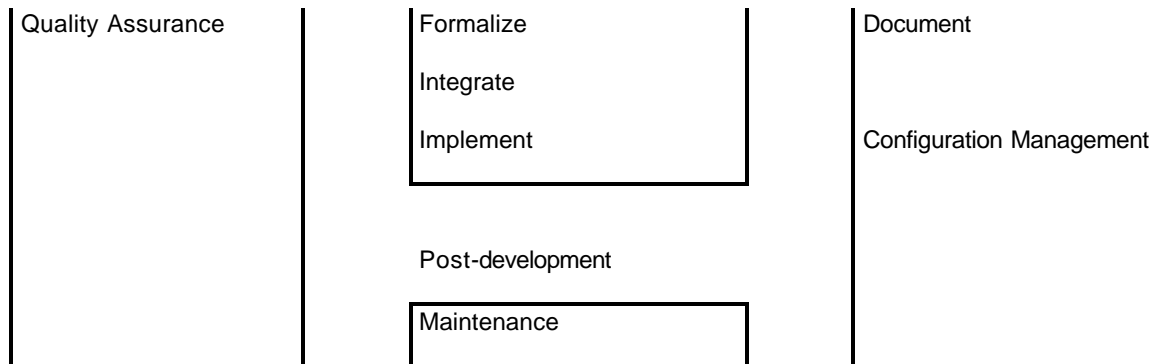 Quality Assurance
Formalize
Document
Integrate
Implement
Configuration Management
Post-development
Maintenance